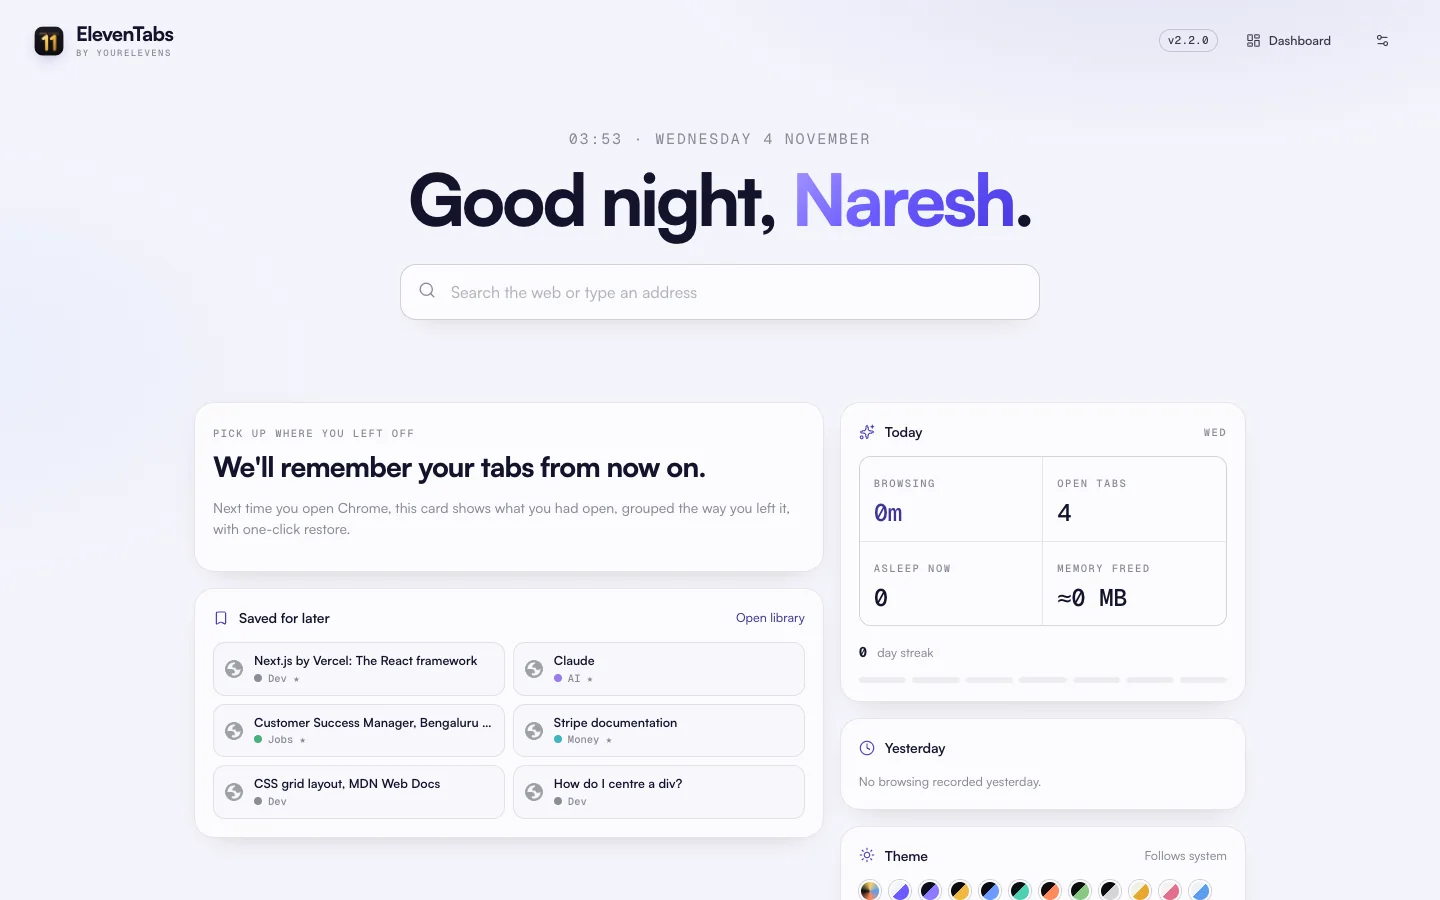 11
ElevenTabs
BY YOURELEVENS
v2.2.0
Dashboard
03:53 · WEDNESDAY 4 NOVEMBER
Good night, Naresh.
Search the web or type an address
PICK UP WHERE YOU LEFT OFF
We'll remember your tabs from now on.
Next time you open Chrome, this card shows what you had open, grouped the way you left it,
with one-click restore.
Saved for later
Open library
Next.js by Vercel: The React framework
Dev ★
Claude
AI ★
Customer Success Manager, Bengaluru ...
Jobs ★
Stripe documentation
Money ★
CSS grid layout, MDN Web Docs
Dev
How do I centre a div?
Dev
Today
WED
BROWSING
0m
OPEN TABS
4
ASLEEP NOW
0
MEMORY FREED
≈0 MB
0 day streak
Yesterday
No browsing recorded yesterday.
Theme
Follows system